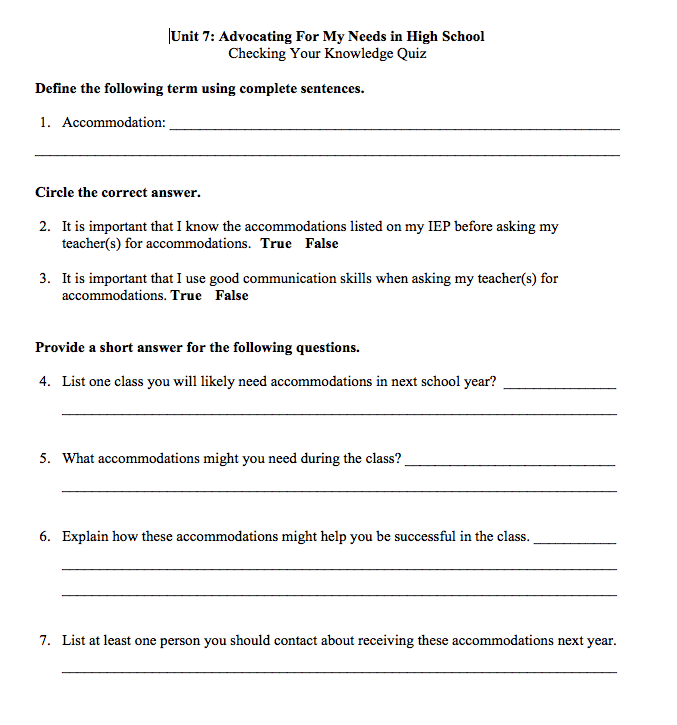 Unit 7: Advocating For My Needs in High School
Checking Your Knowledge Quiz
Define the following term using complete sentences.
1. Accommodation: ____________________
Circle the correct answer.
2. It is important that I know the accommodations listed on my IEP before asking my
teacher(s) for accommodations. True False
3. It is important that I use good communication skills when asking my teacher(s) for
accommodations. True False
Provide a short answer for the following questions.
4. List one class you will likely need accommodations in next school year? ____________________
5. What accommodations might you need during the class? ____________________
6. Explain how these accommodations might help you be successful in the class. ____________________
7. List at least one person you should contact about receiving these accommodations next year.